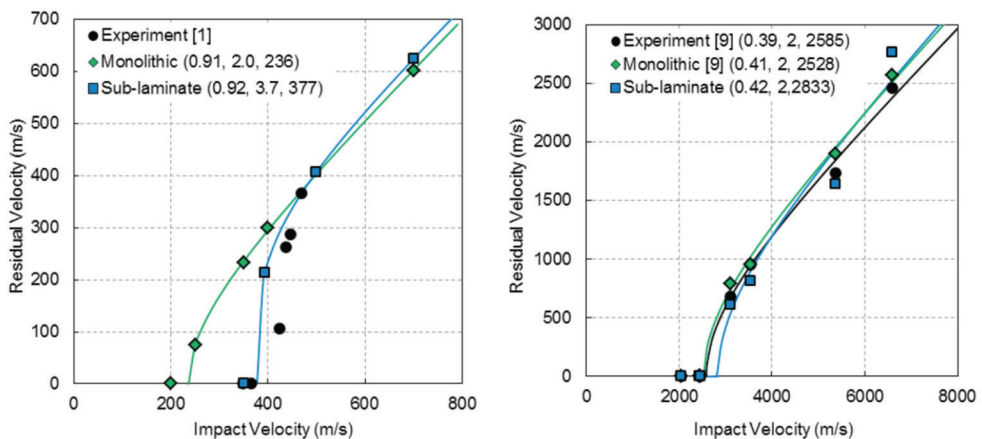 700
600
500
400
300
200
100
0
Residual Velocity (m/s)
Experiment [1]
Monolithic (0.91, 2.0, 236)
Sub-laminate (0.92, 3.7, 377)
0 200 400 600 800
Impact Velocity (m/s)
3000
2500
2000
1500
1000
500
0
Residual Velocity (m/s)
Experiment [9] (0.39, 2, 2585)
Monolithic [9] (0.41, 2, 2528)
Sub-laminate (0.42, 2,2833)
0 2000 4000 6000 8000
Impact Velocity (m/s)